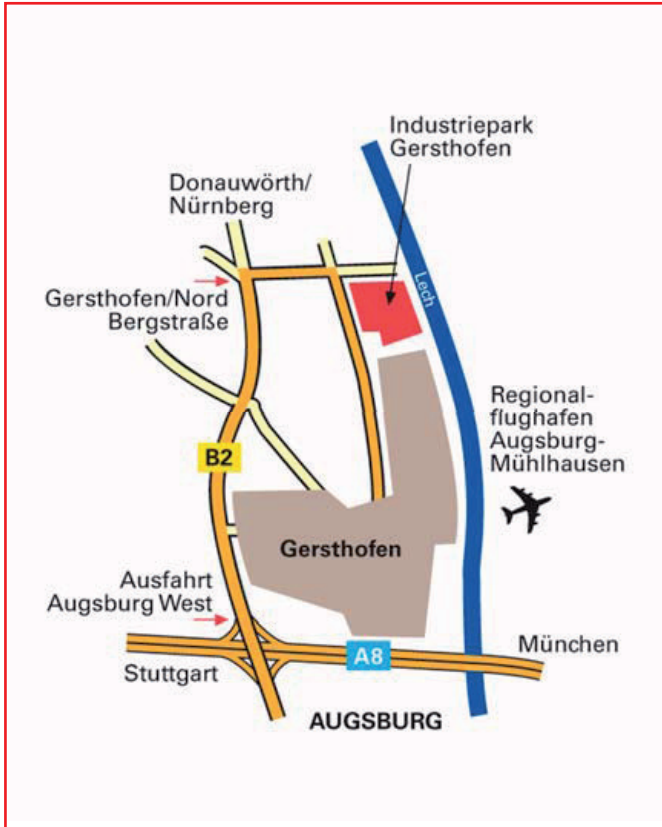 Industriepark
Gersthofen
Donauwörth/
Nürnberg
Lech
Gersthofen/Nord
Bergstraße
Regional-
flughafen
Augsburg-
Mühlhausen
B2
Gersthofen
Ausfahrt
Augsburg West
München
A8
Stuttgart
AUGSBURG